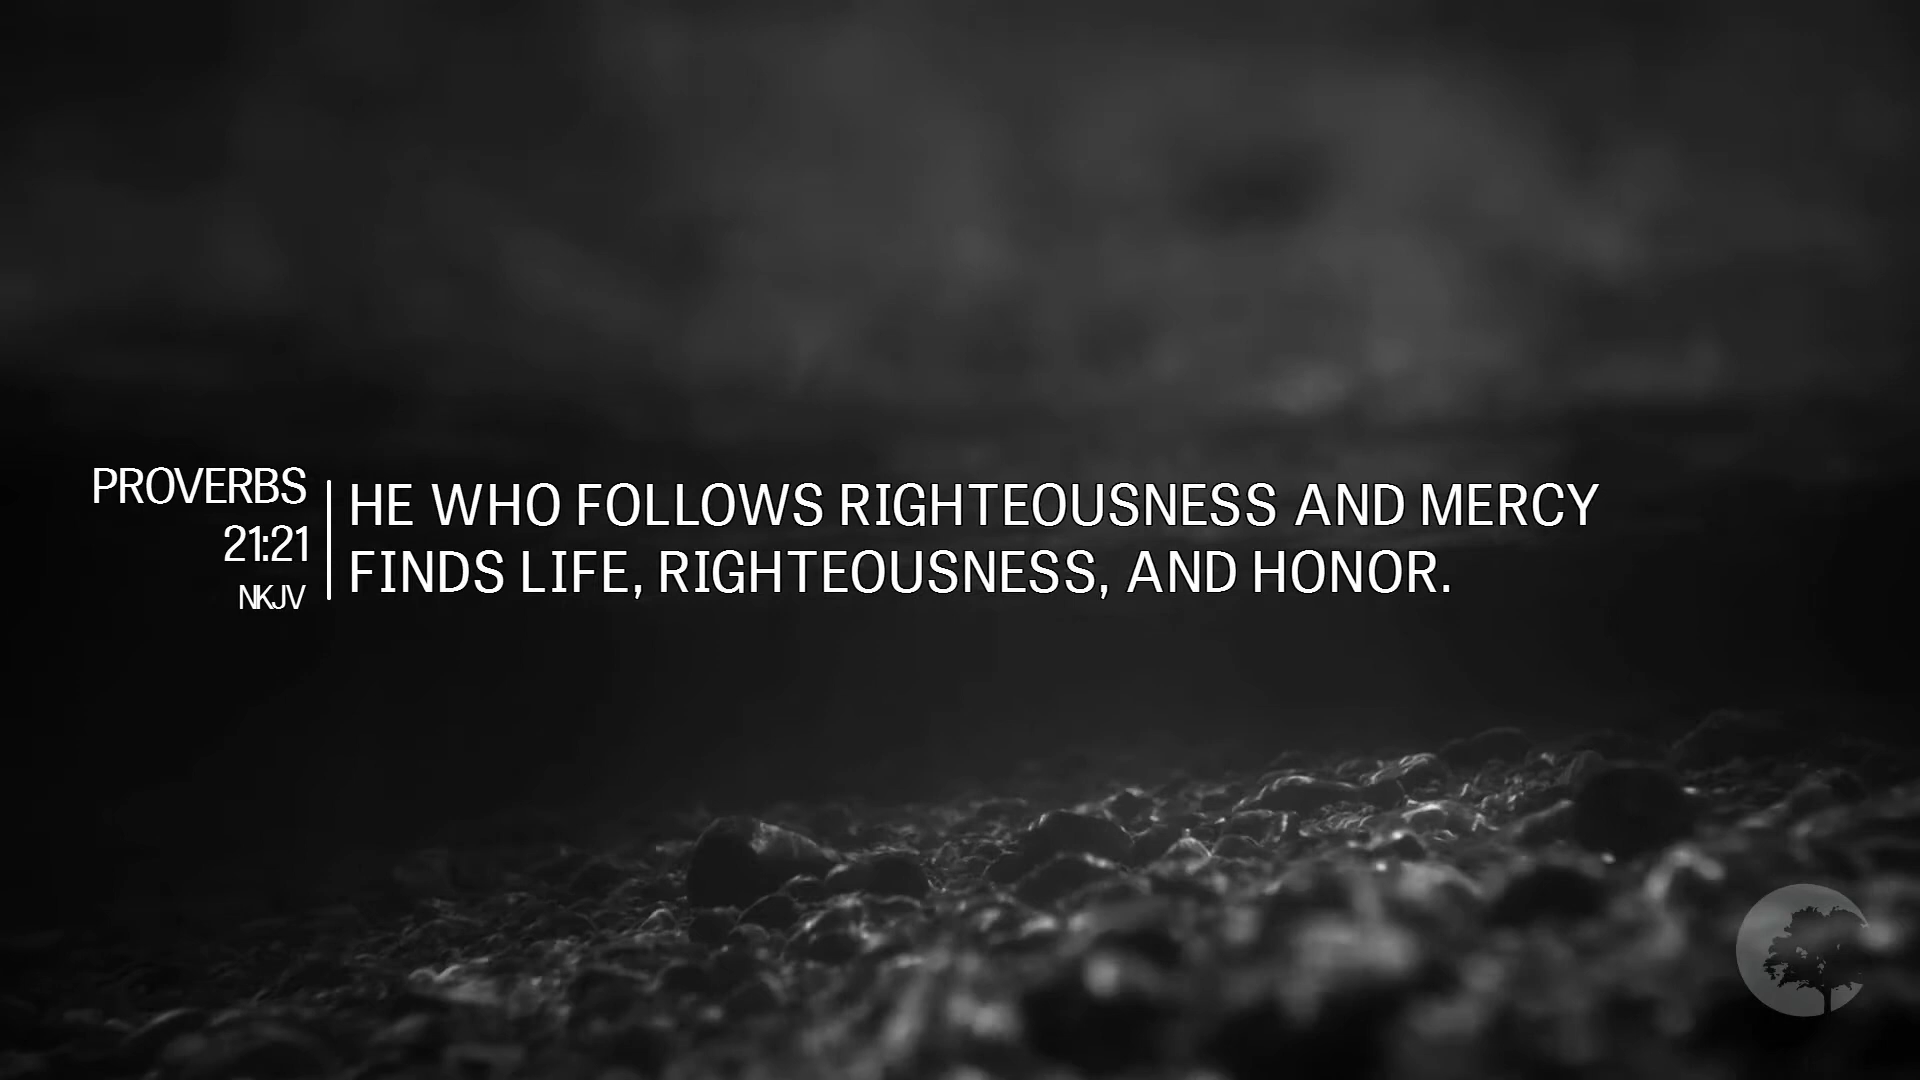 PROVERBS
21:21
NKJV
HE WHO FOLLOWS RIGHTEOUSNESS AND MERCY
FINDS LIFE, RIGHTEOUSNESS, AND HONOR.